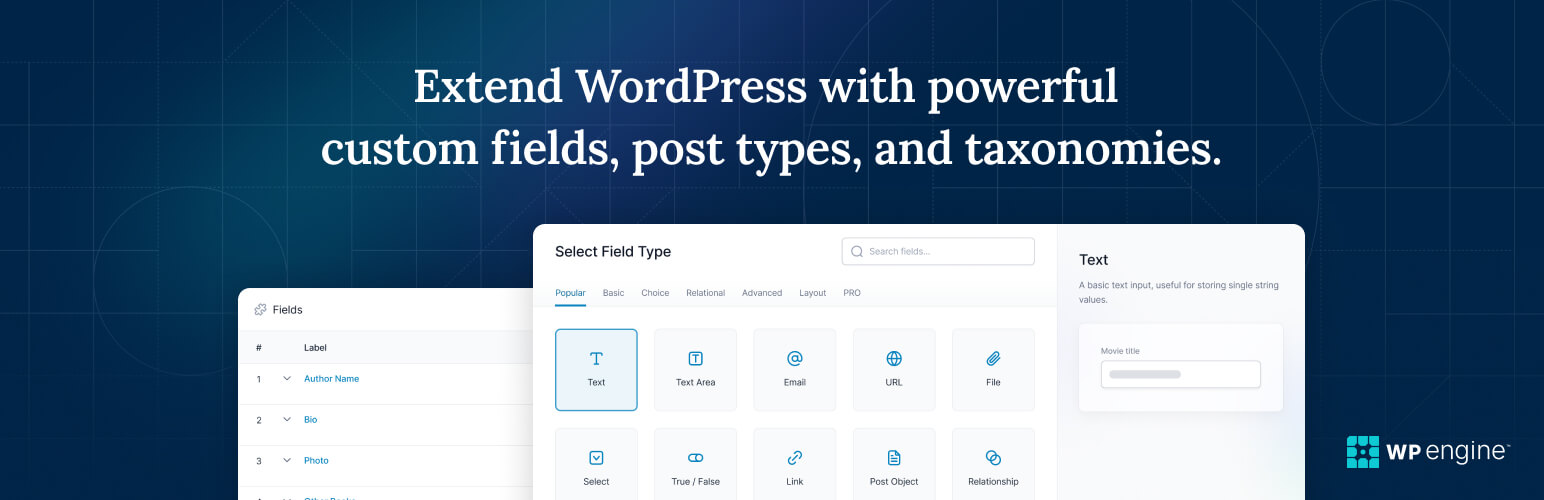 Extend WordPress with powerful
custom fields, post types, and taxonomies.
Fields
# Label
1 Author Name
2 Bio
3 Photo
Select Field Type
Search fields...
Popular Basic Choice Relational Advanced Layout PRO
Text Text Area Email URL File
Select True / False Link Post Object Relationship
Text
A basic text input, useful for storing single string
values.
Movie title
WP engine™